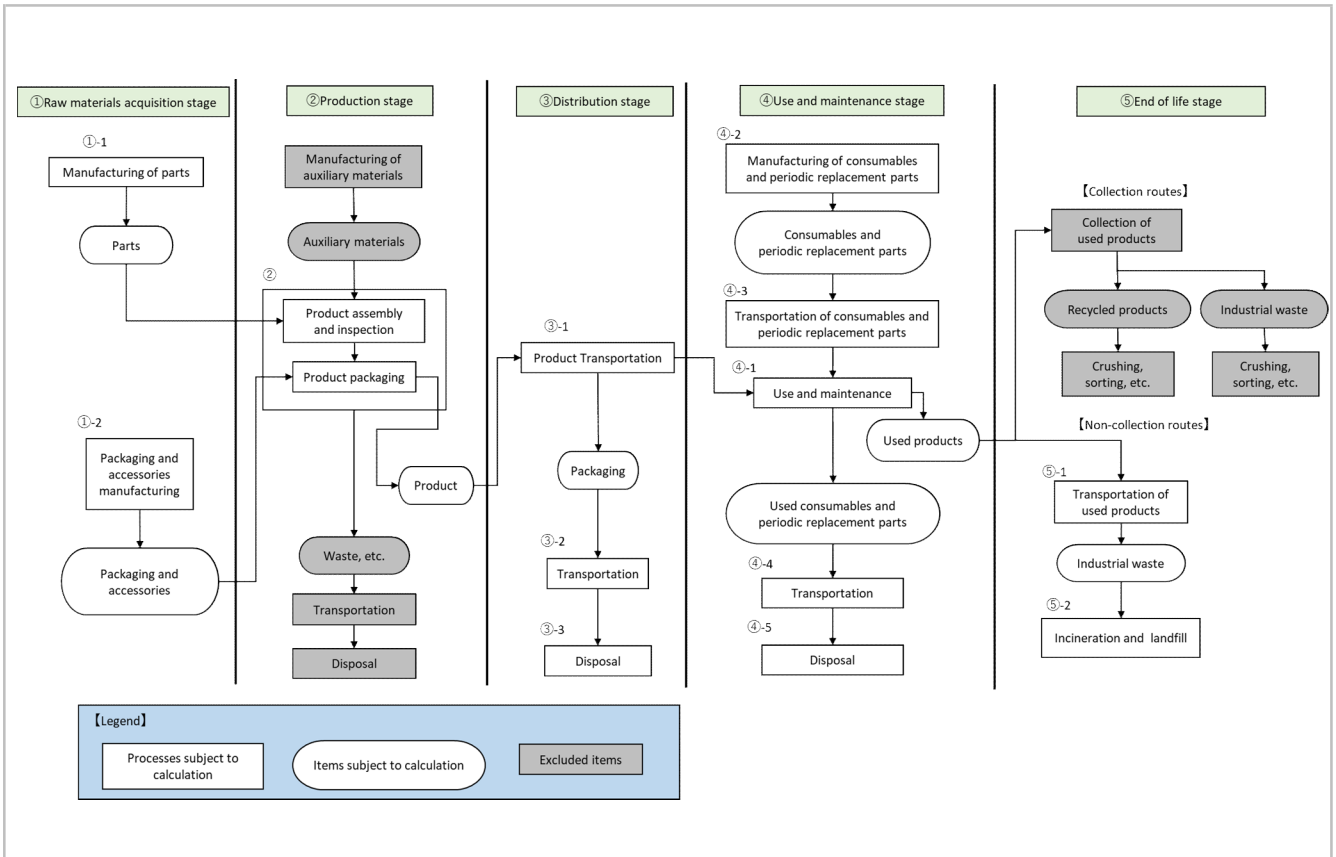 ①Raw materials acquisition stage
①-1
Manufacturing of parts
Parts
①-2
Packaging and
accessories
manufacturing
Packaging and
accessories
②Production stage
Manufacturing of
auxiliary materials
Auxiliary materials
②
Product assembly
and inspection
Product packaging
Product
Waste, etc.
Transportation
Disposal
③Distribution stage
③-1
Product Transportation
Packaging
③-2
Transportation
③-3
Disposal
④Use and maintenance stage
④-2
Manufacturing of consumables
and periodic replacement parts
Consumables and
periodic replacement parts
④-3
Transportation of consumables and
periodic replacement parts
④-1
Use and maintenance
Used products
Used consumables and
periodic replacement parts
④-4
Transportation
④-5
Disposal
⑤End of life stage
【Collection routes】
Collection of
used products
Recycled products
Industrial waste
Crushing,
sorting, etc.
Crushing,
sorting, etc.
【Non-collection routes】
⑤-1
Transportation of
used products
Industrial waste
⑤-2
Incineration and landfill
【Legend】
Processes subject to
calculation
Items subject to calculation
Excluded items